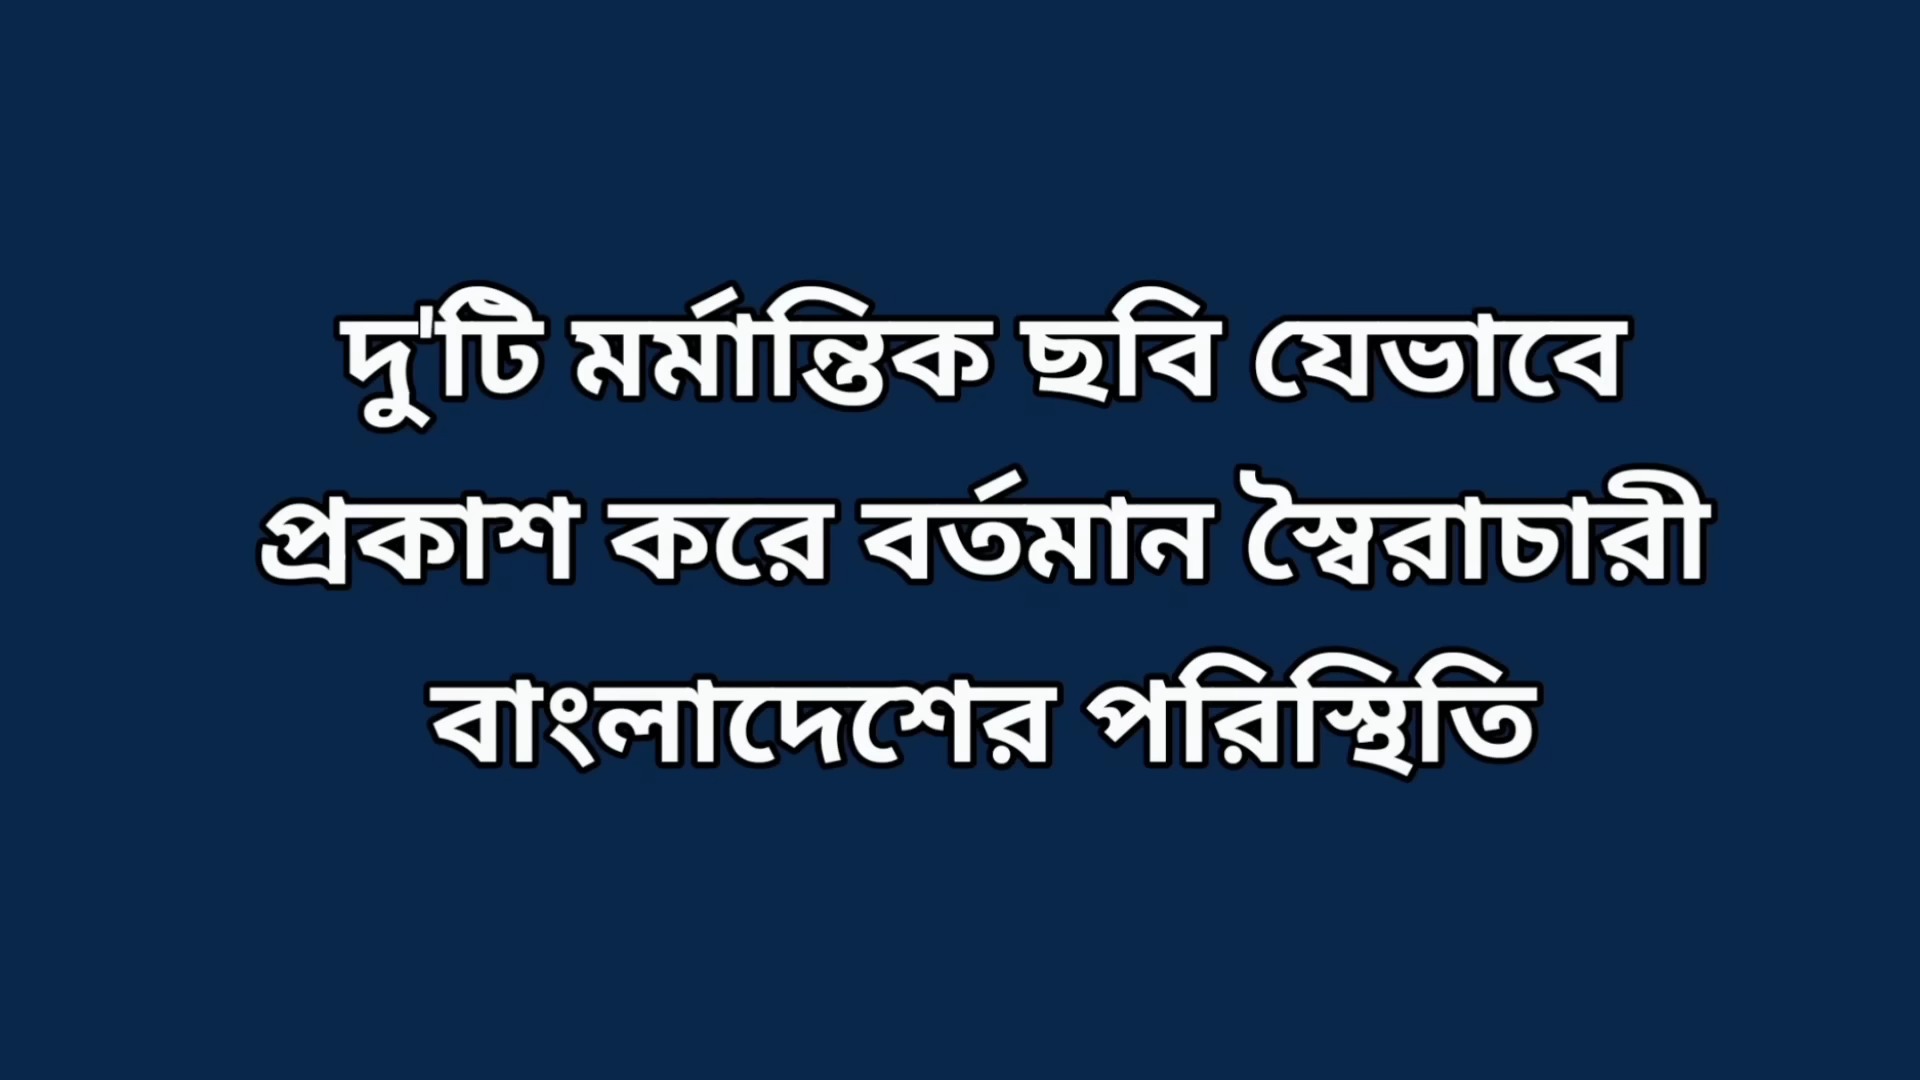 দু'টি মর্মান্তিক ছবি যেভাবে
প্রকাশ করে বর্তমান স্বৈরাচারী
বাংলাদেশের পরিস্থিতি